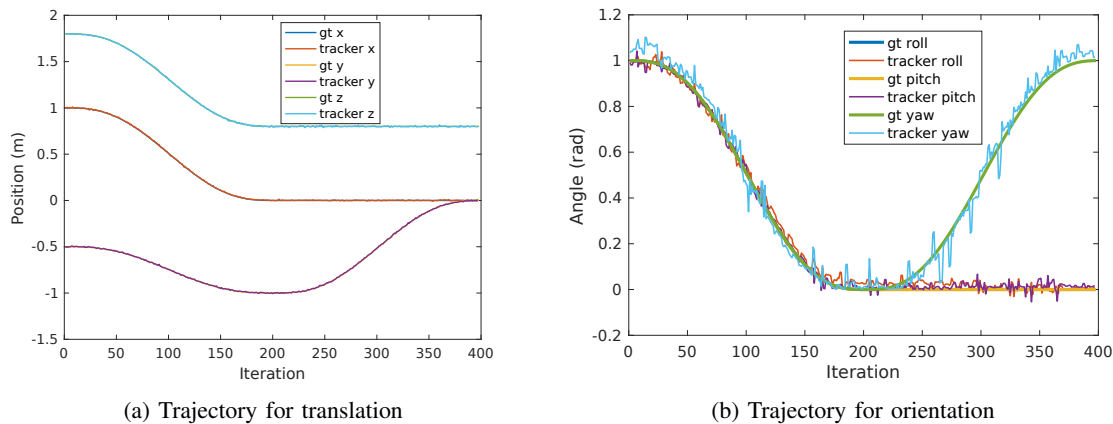 2
1.5
1
0.5
0
-0.5
-1
-1.5
Position (m)
0 50 100 150 200 250 300 350 400
Iteration
gt x
tracker x
gt y
tracker y
gt z
tracker z
(a) Trajectory for translation
1.2
1
0.8
0.6
0.4
0.2
0
-0.2
Angle (rad)
0 50 100 150 200 250 300 350 400
Iteration
gt roll
tracker roll
gt pitch
tracker pitch
gt yaw
tracker yaw
(b) Trajectory for orientation